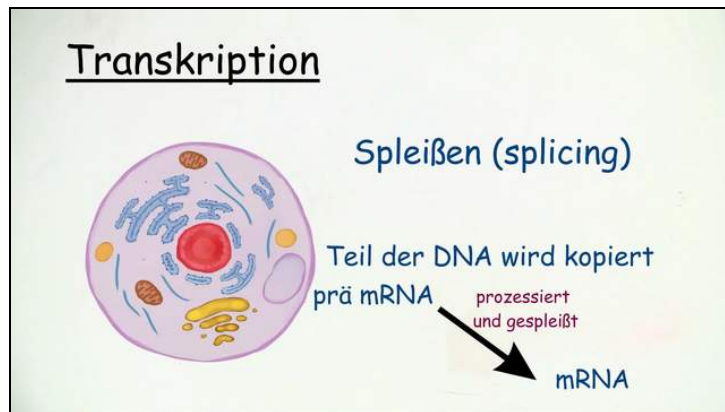 Transkription
Spleißen (splicing)
Teil der DNA wird kopiert
prä mRNA
prozessiert
und gespleißt
mRNA